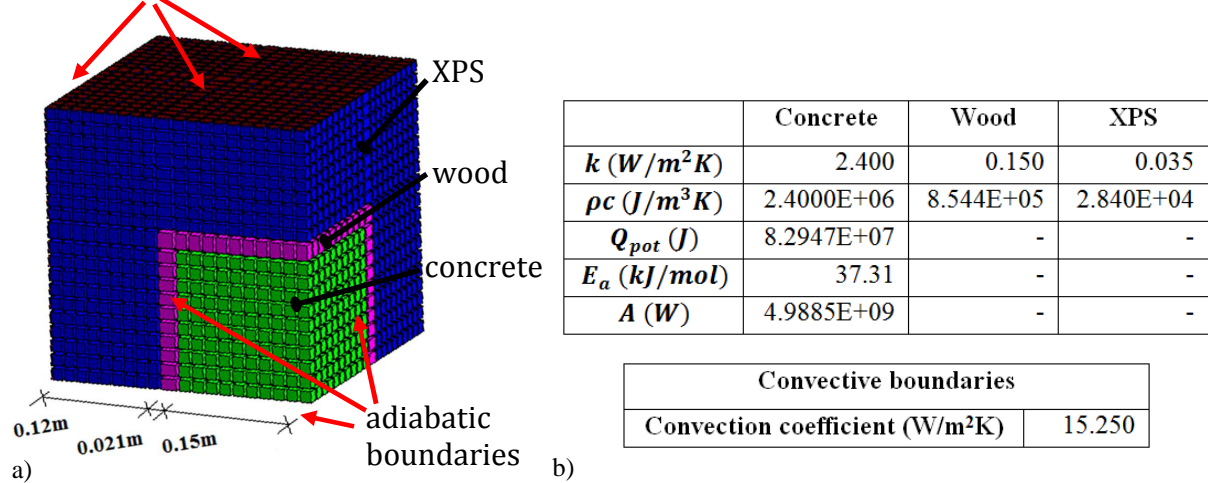 XPS
wood
concrete
adiabatic
boundaries
0.12m
0.021m
0.15m
a)
Concrete Wood XPS
k (W/m²K) 2.400 0.150 0.035
ρc (J/m³K) 2.4000E+06 8.544E+05 2.840E+04
Q_pot (J) 8.2947E+07 - -
E_a (kJ/mol) 37.31 - -
A (W) 4.9885E+09 - -
Convective boundaries
Convection coefficient (W/m²K) 15.250
b)